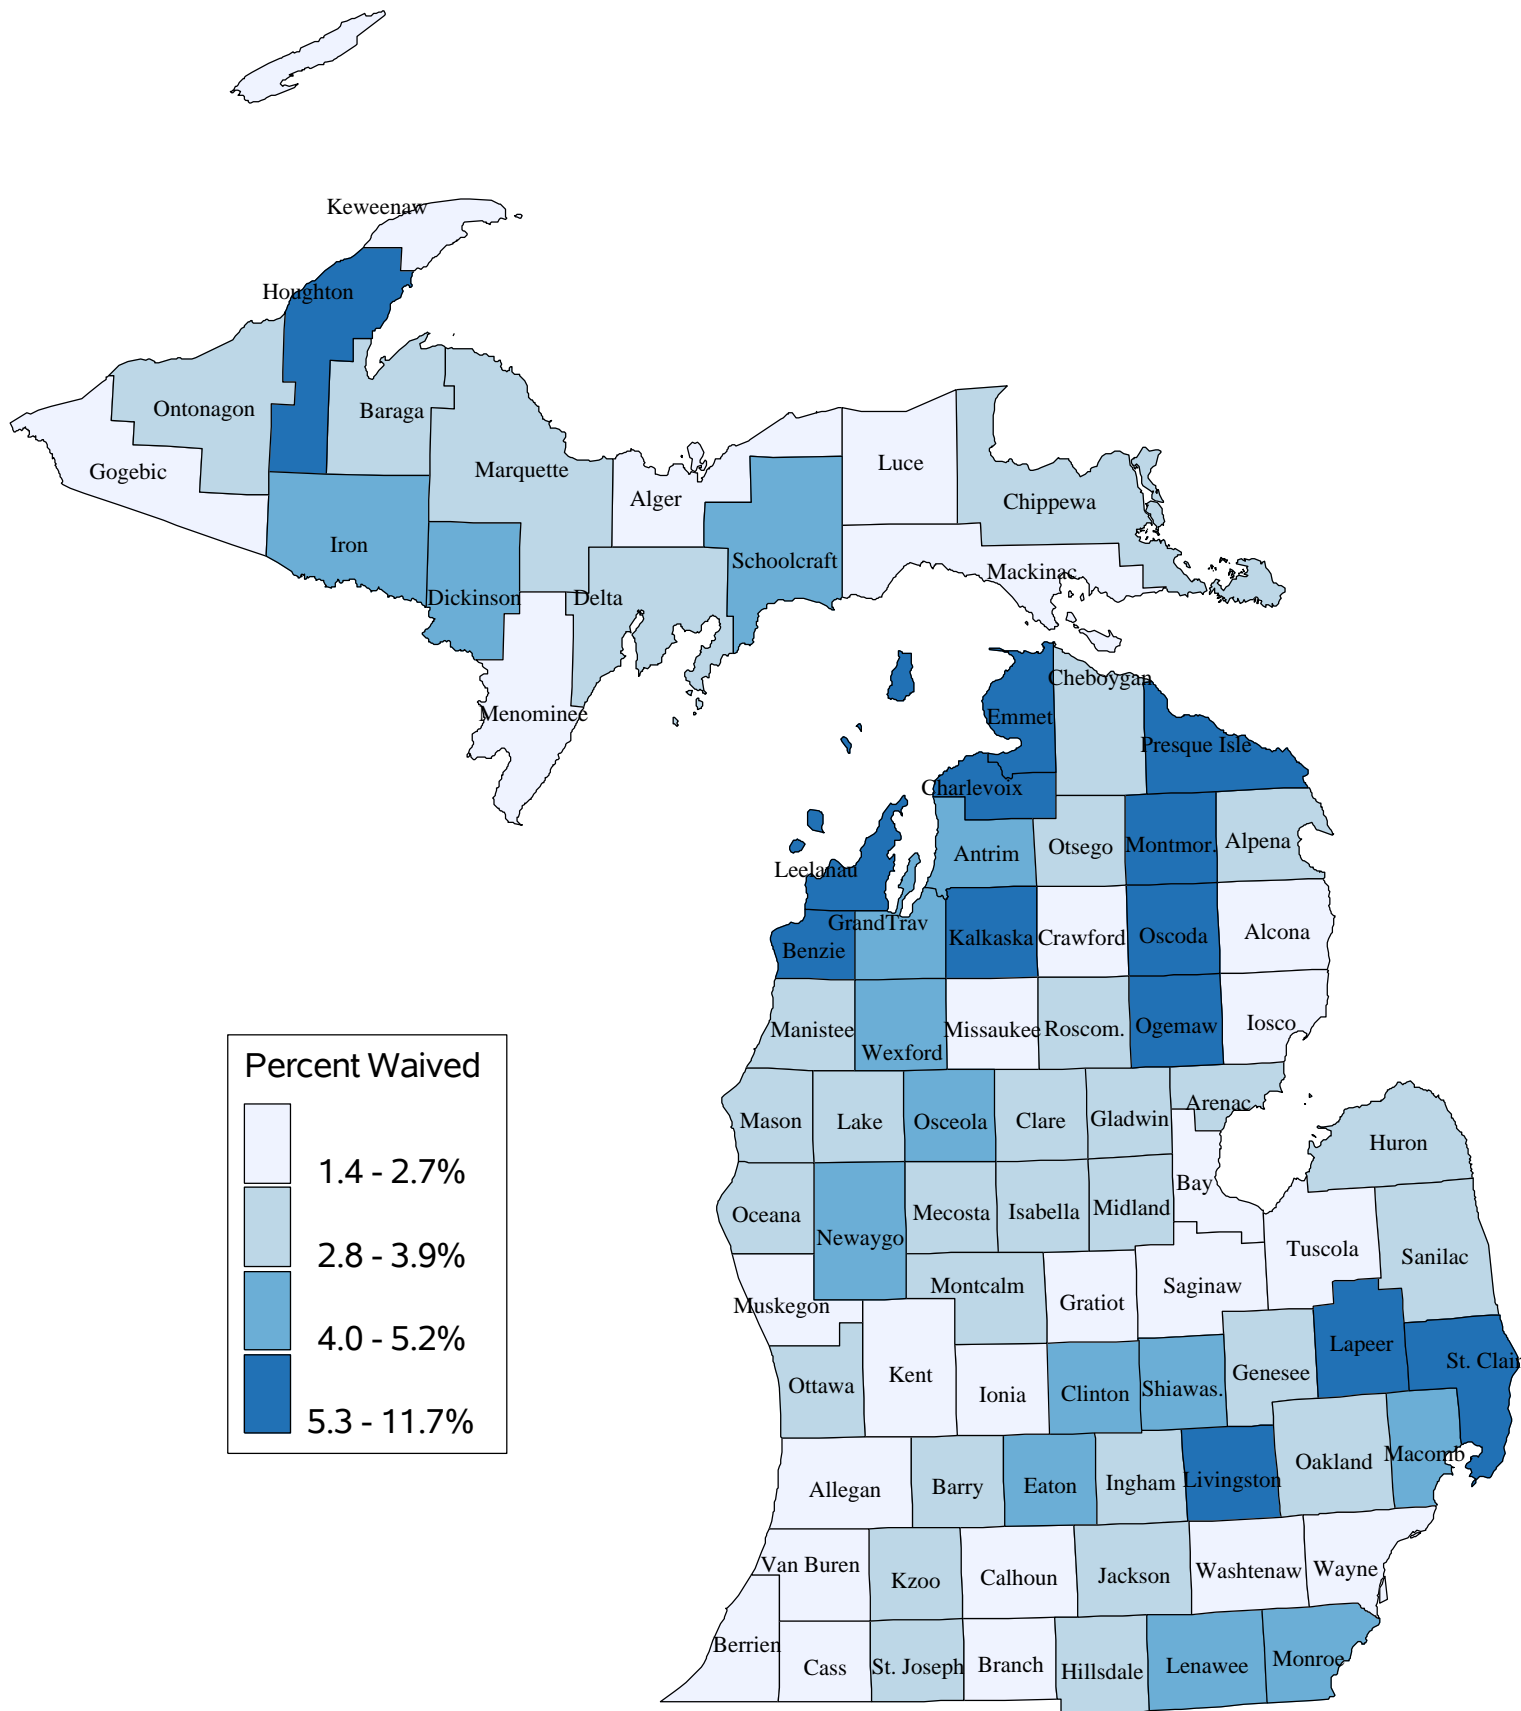 Keweenaw
Houghton
Ontonagon
Baraga
Gogebic
Marquette
Luce
Alger
Chippewa
Iron
Schoolcraft
Mackinac
Dickinson
Delta
Cheboygan
Menominee
Emmet
Presque Isle
Charlevoix
Antrim
Otsego
Montmor.
Alpena
Leelanau
GrandTrav
Benzie
Kalkaska
Crawford
Oscoda
Alcona
Manistee
Wexford
Missaukee
Roscom.
Ogemaw
Iosco
Percent Waived
1.4 - 2.7%
2.8 - 3.9%
4.0 - 5.2%
5.3 - 11.7%
Mason
Lake
Osceola
Clare
Gladwin
Arenac
Huron
Bay
Oceana
Newaygo
Mecosta
Isabella
Midland
Tuscola
Sanilac
Muskegon
Montcalm
Gratiot
Saginaw
Lapeer
St. Clair
Ottawa
Kent
Ionia
Clinton
Shiawas.
Genesee
Allegan
Barry
Eaton
Ingham
Livingston
Oakland
Macomb
Van Buren
Kzoo
Calhoun
Jackson
Washtenaw
Wayne
Berrien
Cass
St. Joseph
Branch
Hillsdale
Lenawee
Monroe